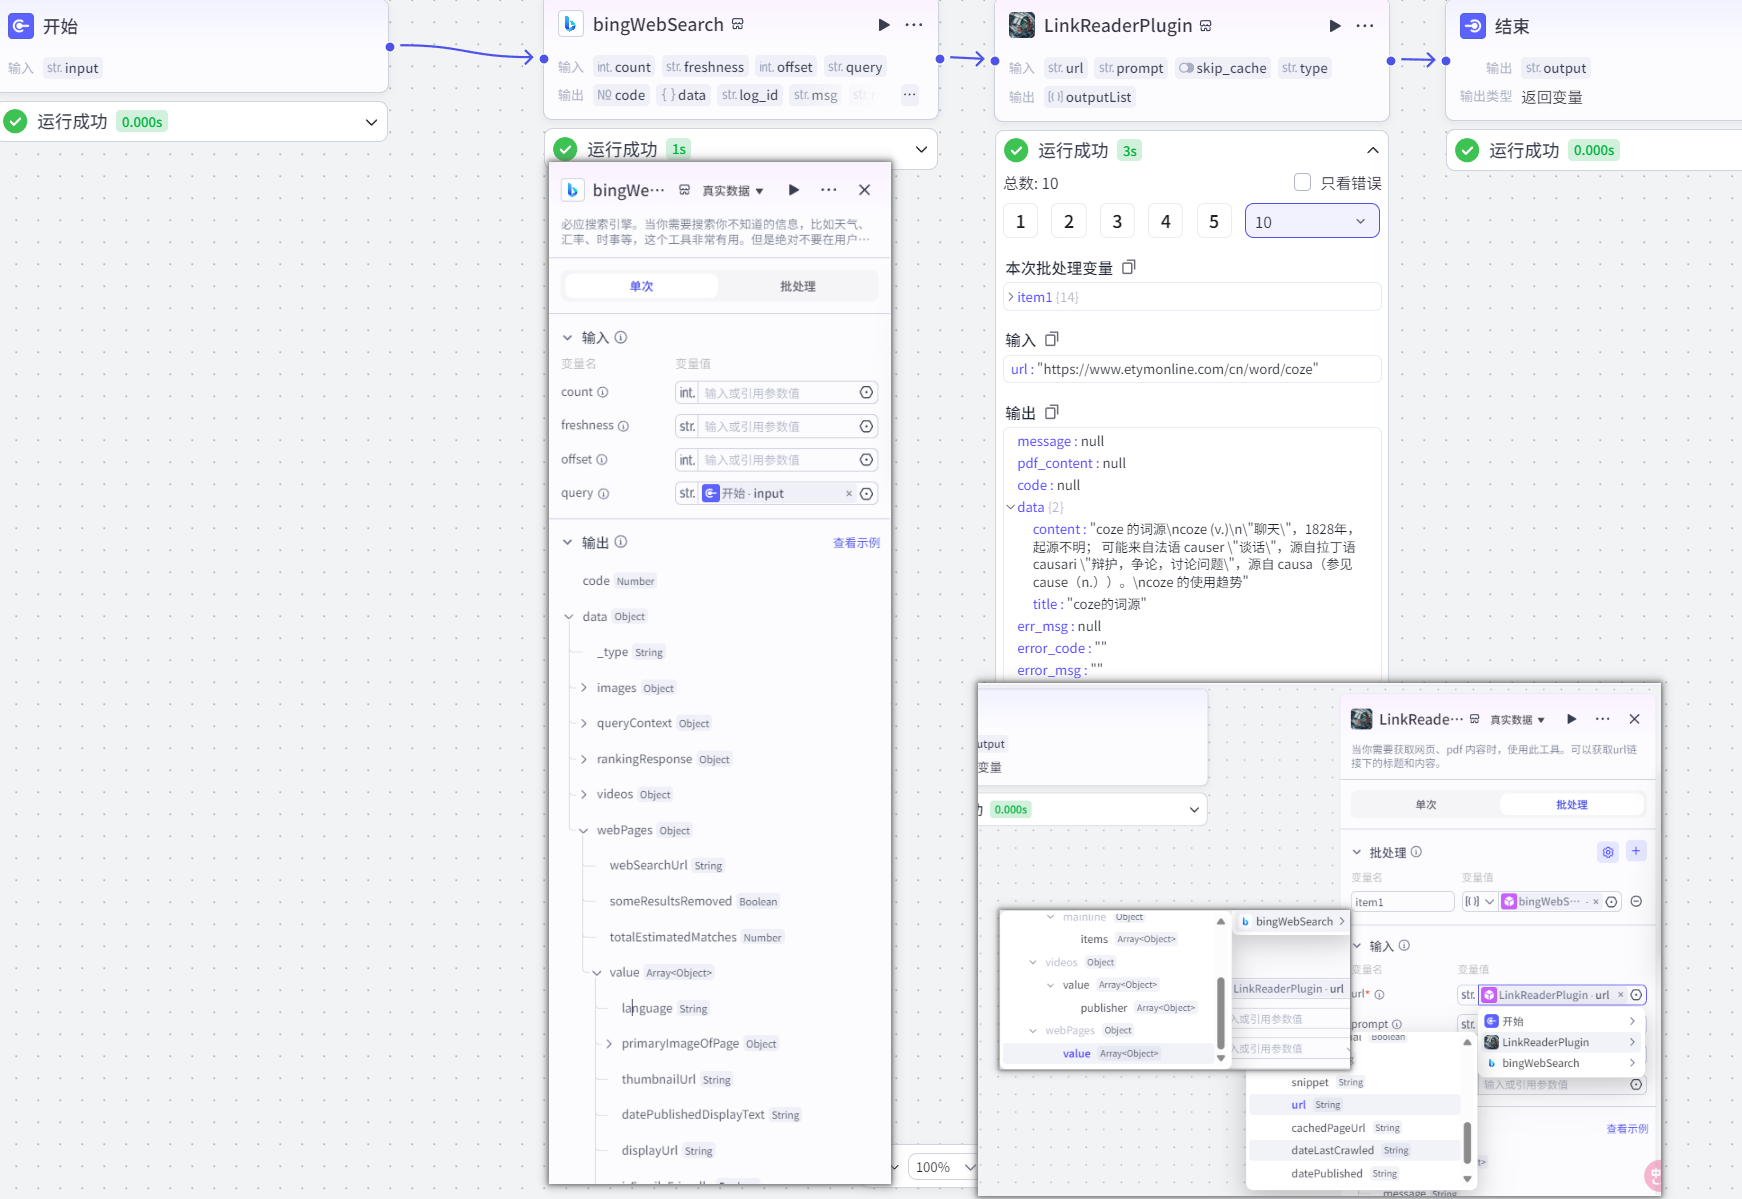 开始
输入 str. input
运行成功 0.000s
bingWebSearch
输入 int. count str. freshness int. offset str. query
输出 № code { } data str. log_id str. msg str.
运行成功 1s
LinkReaderPlugin
输入 str. url str. prompt skip_cache str. type
输出 [()] outputList
运行成功 3s
总数: 10
只看错误
1 2 3 4 5 10
本次批处理变量
item1 {14}
输入
url : "https://www.etymonline.com/cn/word/coze"
输出
message : null
pdf_content : null
code : null
data {2}
content : "coze 的词源\ncoze (v.)\n\"聊天\"，1828年，
起源不明； 可能来自法语 causer \"谈话\"，源自拉丁语
causari \"辩护，争论，讨论问题\"，源自 causa（参见
cause（n.））。\ncoze 的使用趋势"
title : "coze的词源"
err_msg : null
error_code : ""
error_msg : ""
结束
输出 str. output
输出类型 返回变量
运行成功 0.000s
bingWe··· 真实数据
必应搜索引擎。当你需要搜索你不知道的信息，比如天气、
汇率、时事等，这个工具非常有用。但是绝对不要在用户···
单次 批处理
输入
变量名 变量值
count int. 输入或引用参数值
freshness str. 输入或引用参数值
offset int. 输入或引用参数值
query str. 开始 · input ×
输出 查看示例
code Number
data Object
_type String
images Object
queryContext Object
rankingResponse Object
videos Object
webPages Object
webSearchUrl String
someResultsRemoved Boolean
totalEstimatedMatches Number
value Array<Object>
language String
primaryImageOfPage Object
thumbnailUrl String
datePublishedDisplayText String
displayUrl String
100%
utput
变量
0.000s
LinkReade··· 真实数据
当你需要获取网页、pdf 内容时，使用此工具。可以获取url链
接下的标题和内容。
单次 批处理
批处理
变量名 变量值
item1 [()] bingWebS··· - ×
输入
变量名 变量值
url* str. LinkReaderPlugin · url ×
prompt str.
开始
LinkReaderPlugin
bingWebSearch
输入或引用参数值
查看示例
mainline Object
items Array<Object>
videos Object
value Array<Object>
publisher Array<Object>
webPages Object
value Array<Object>
bingWebSearch
LinkReaderPlugin · url
入或引用参数值
入或引用参数值
Boolean
snippet String
url String
cachedPageUrl String
dateLastCrawled String
datePublished String
message String